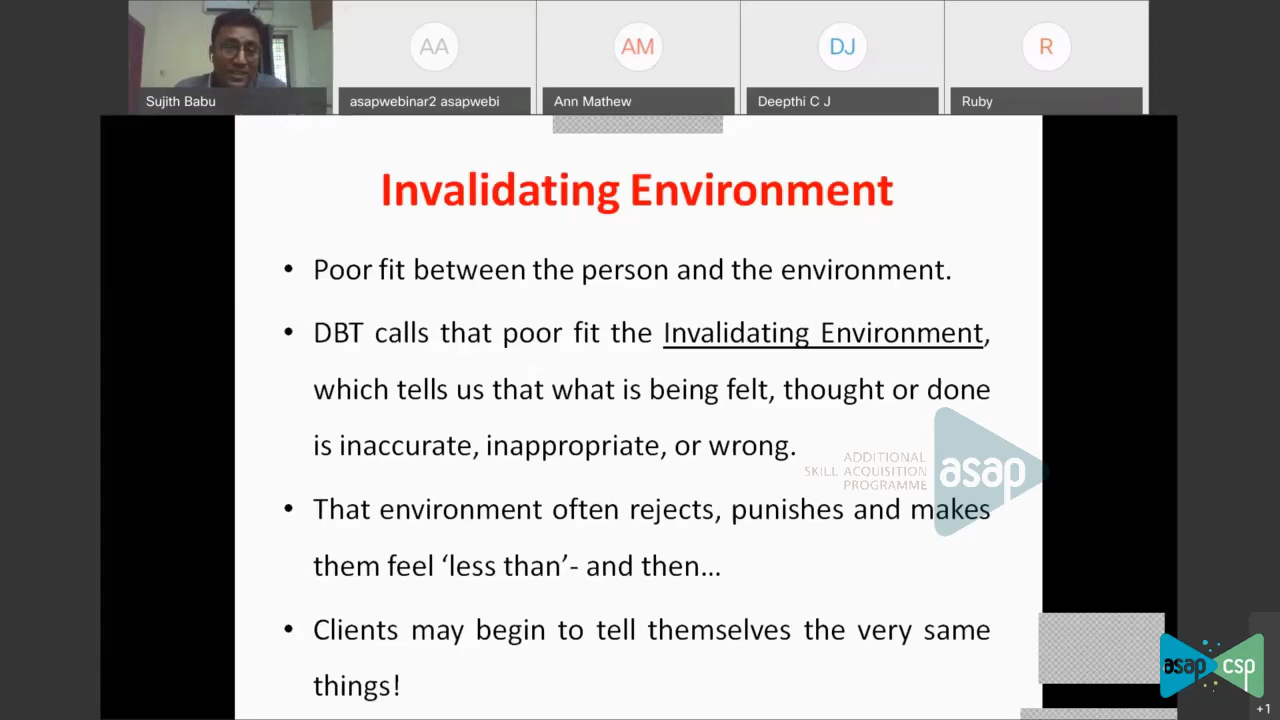 AA
AM
DJ
R
Sujith Babu
asapwebinar2 asapwebi
Ann Mathew
Deepthi C J
Ruby
Invalidating Environment
• Poor fit between the person and the environment.
• DBT calls that poor fit the Invalidating Environment,
which tells us that what is being felt, thought or done
is inaccurate, inappropriate, or wrong.
ADDITIONAL
SKILL ACQUISITION
PROGRAMME
asap
• That environment often rejects, punishes and makes
them feel ‘less than’- and then...
• Clients may begin to tell themselves the very same
things!
asap csp
+1